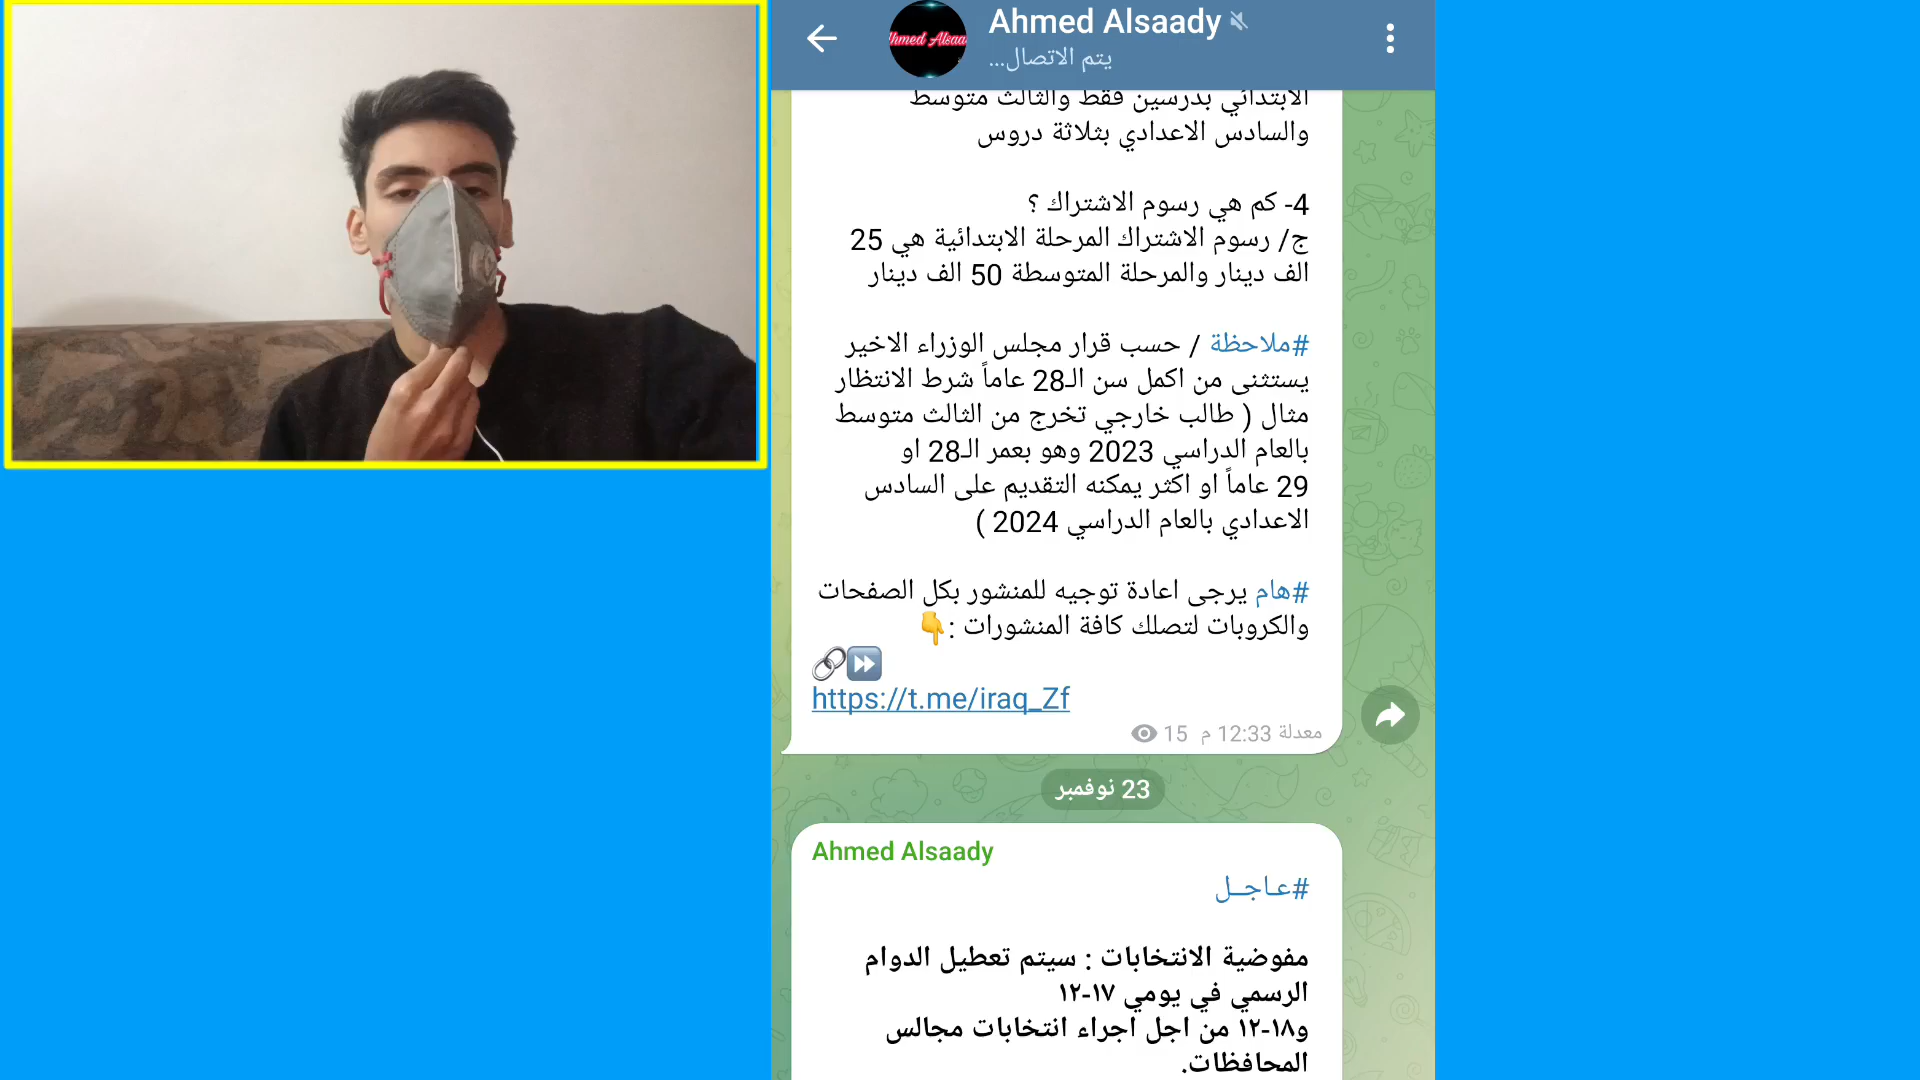 Ahmed Alsaady
يتم الاتصال...
الابتدائي بدرسين فقط والثالث متوسط
والسادس الاعدادي بثلاثة دروس
4- كم هي رسوم الاشتراك ؟
ج/ رسوم الاشتراك المرحلة الابتدائية هي 25
الف دينار والمرحلة المتوسطة 50 الف دينار
#ملاحظة / حسب قرار مجلس الوزراء الاخير
يستثنى من اكمل سن الـ28 عاماً شرط الانتظار
مثال ( طالب خارجي تخرج من الثالث متوسط
بالعام الدراسي 2023 وهو بعمر الـ28 او
29 عاماً او اكثر يمكنه التقديم على السادس
الاعدادي بالعام الدراسي 2024 )
#هام يرجى اعادة توجيه للمنشور بكل الصفحات
والكروبات لتصلك كافة المنشورات :👇
🔗⏩
https://t.me/iraq_Zf
معدلة 12:33 م 15
23 نوفمبر
Ahmed Alsaady
#عـاجــل
مفوضية الانتخابات : سيتم تعطيل الدوام
الرسمي في يومي ١٧-١٢
و١٨-١٢ من اجل اجراء انتخابات مجالس
المحافظات.